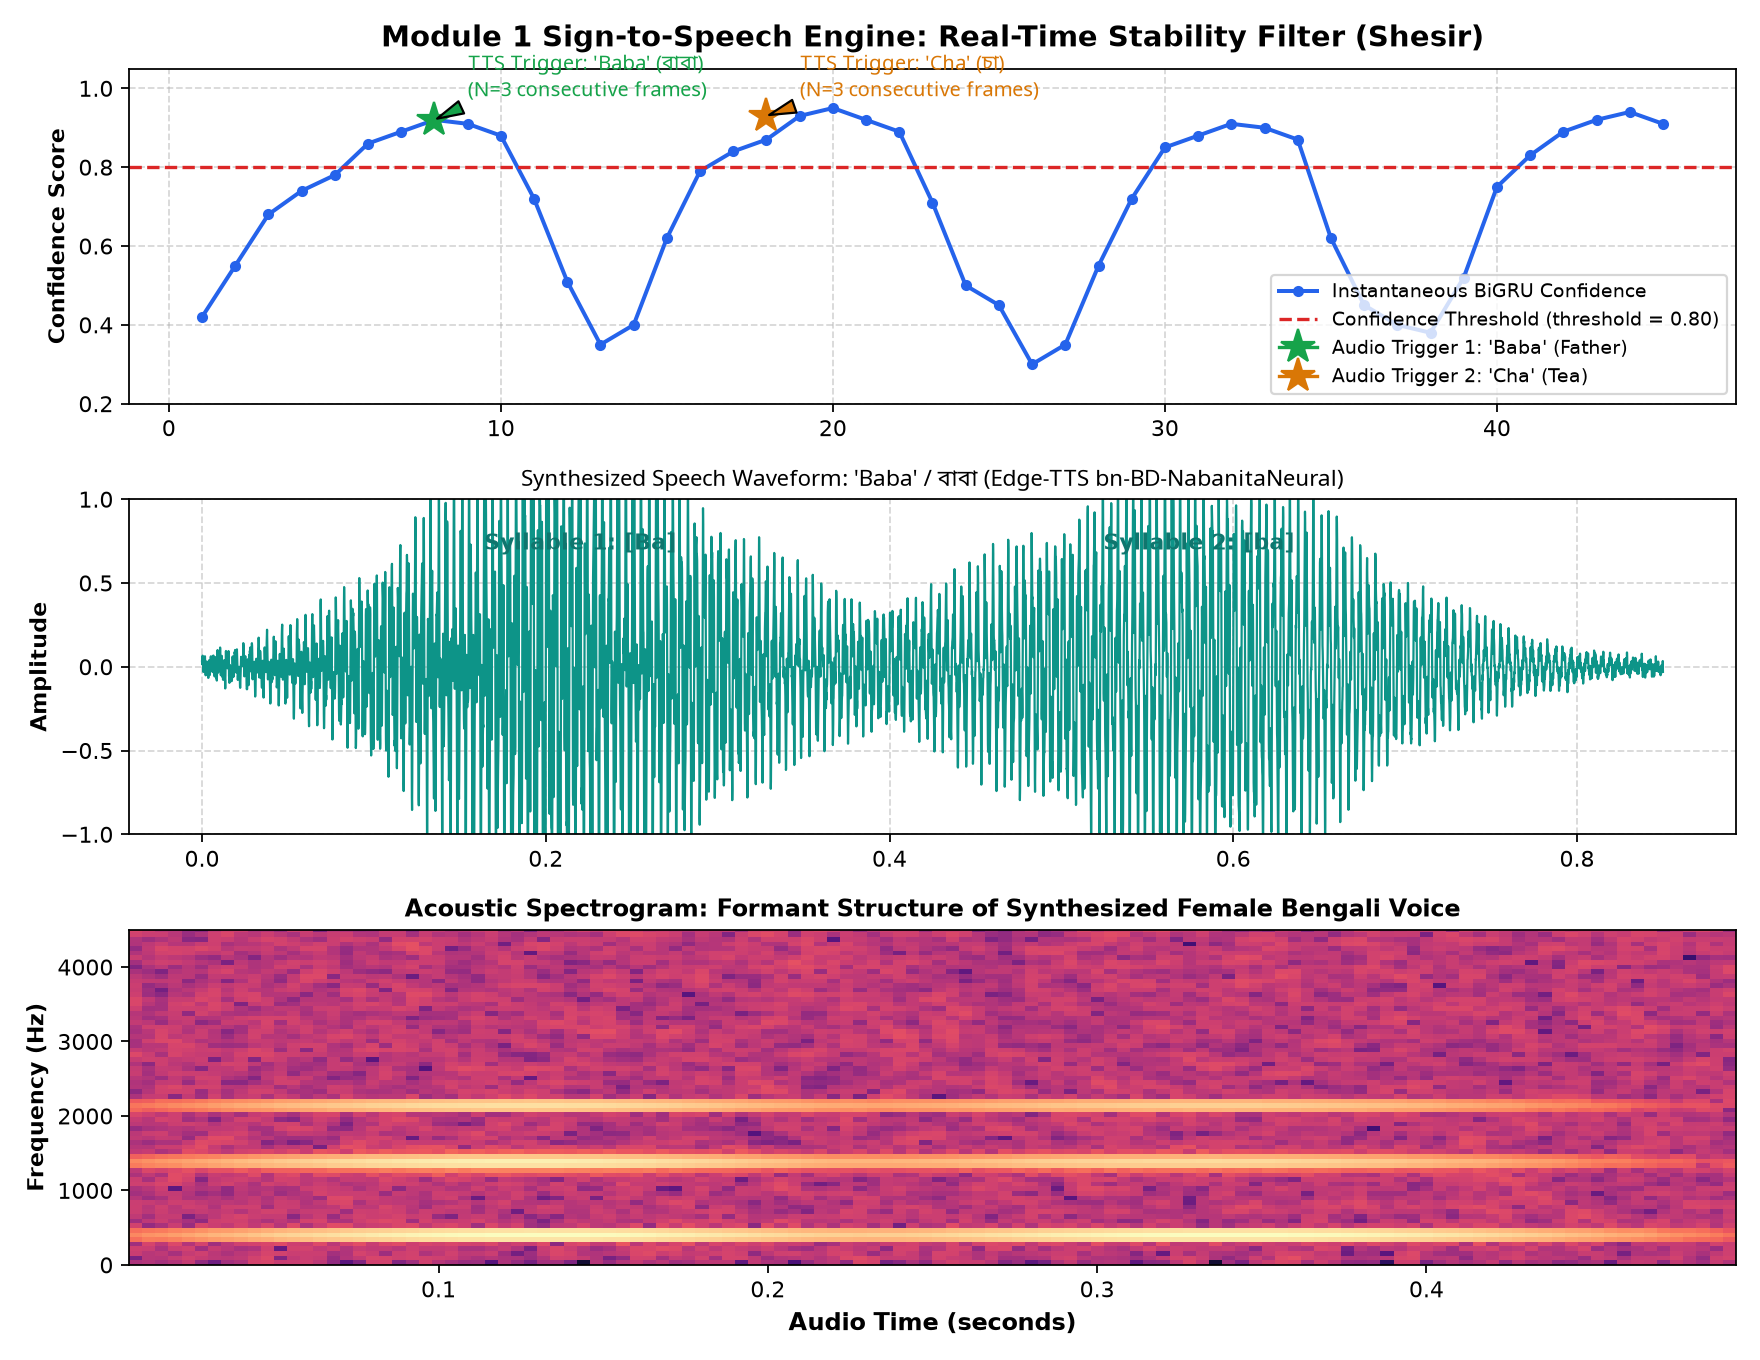 Module 1 Sign-to-Speech Engine: Real-Time Stability Filter (Shesir)
TTS Trigger: 'Baba' (বাবা)
(N=3 consecutive frames)
TTS Trigger: 'Cha' (চা)
(N=3 consecutive frames)
Confidence Score
1.0
0.8
0.6
0.4
0.2
Instantaneous BiGRU Confidence
Confidence Threshold (threshold = 0.80)
Audio Trigger 1: 'Baba' (Father)
Audio Trigger 2: 'Cha' (Tea)
0 10 20 30 40
Synthesized Speech Waveform: 'Baba' / বাবা (Edge-TTS bn-BD-NabanitaNeural)
Amplitude
1.0
0.5
0.0
−0.5
−1.0
Syllable 1: [Ba]
Syllable 2: [ba]
0.0 0.2 0.4 0.6 0.8
Acoustic Spectrogram: Formant Structure of Synthesized Female Bengali Voice
Frequency (Hz)
4000
3000
2000
1000
0
0.1 0.2 0.3 0.4
Audio Time (seconds)